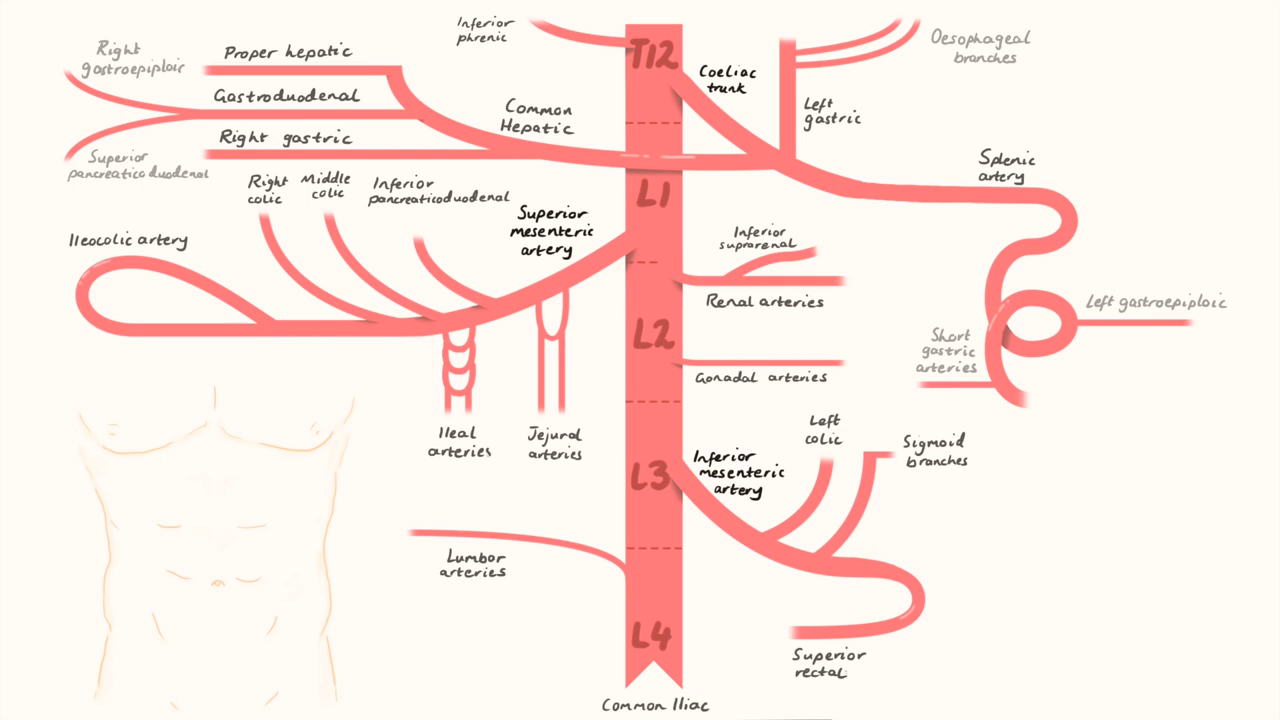 Inferior
phrenic
T12
Coeliac
trunk
Oesophageal
branches
Right
gastroepiploic
Proper hepatic
Gastroduodenal
Common
Hepatic
Left
gastric
Right gastric
Superior
pancreaticoduodenal
Splenic
artery
Right
colic
Middle
colic
Inferior
pancreaticoduodenal
L1
Superior
mesenteric
artery
Ileocolic artery
Inferior
suprarenal
Renal arteries
Left gastroepiploic
L2
Short
gastric
arteries
Gonadal arteries
Ileal
arteries
Jejural
arteries
Left
colic
Sigmoid
branches
L3
Inferior
mesenteric
artery
Lumbor
arteries
L4
Superior
rectal
Common Iliac